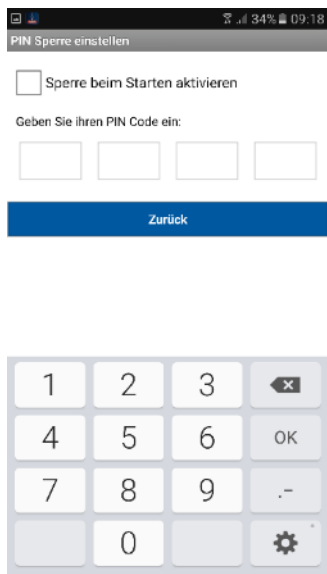 34% 09:18
PIN Sperre einstellen
Sperre beim Starten aktivieren
Geben Sie ihren PIN Code ein:
Zurück
1 2 3
4 5 6 OK
7 8 9 .-
0